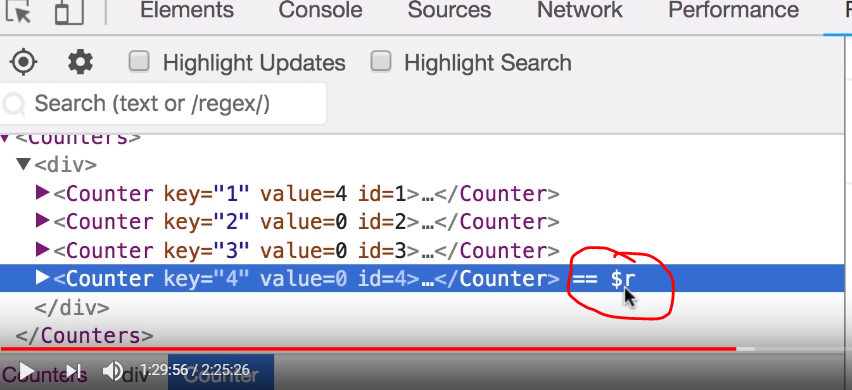 Elements Console Sources Network Performance
Highlight Updates Highlight Search
Search (text or /regex/)
<Counters>
<div>
<Counter key="1" value=4 id=1>…</Counter>
<Counter key="2" value=0 id=2>…</Counter>
<Counter key="3" value=0 id=3>…</Counter>
<Counter key="4" value=0 id=4>…</Counter> == $r
</div>
</Counters>
Counters div Counter
1:29:56 / 2:25:26